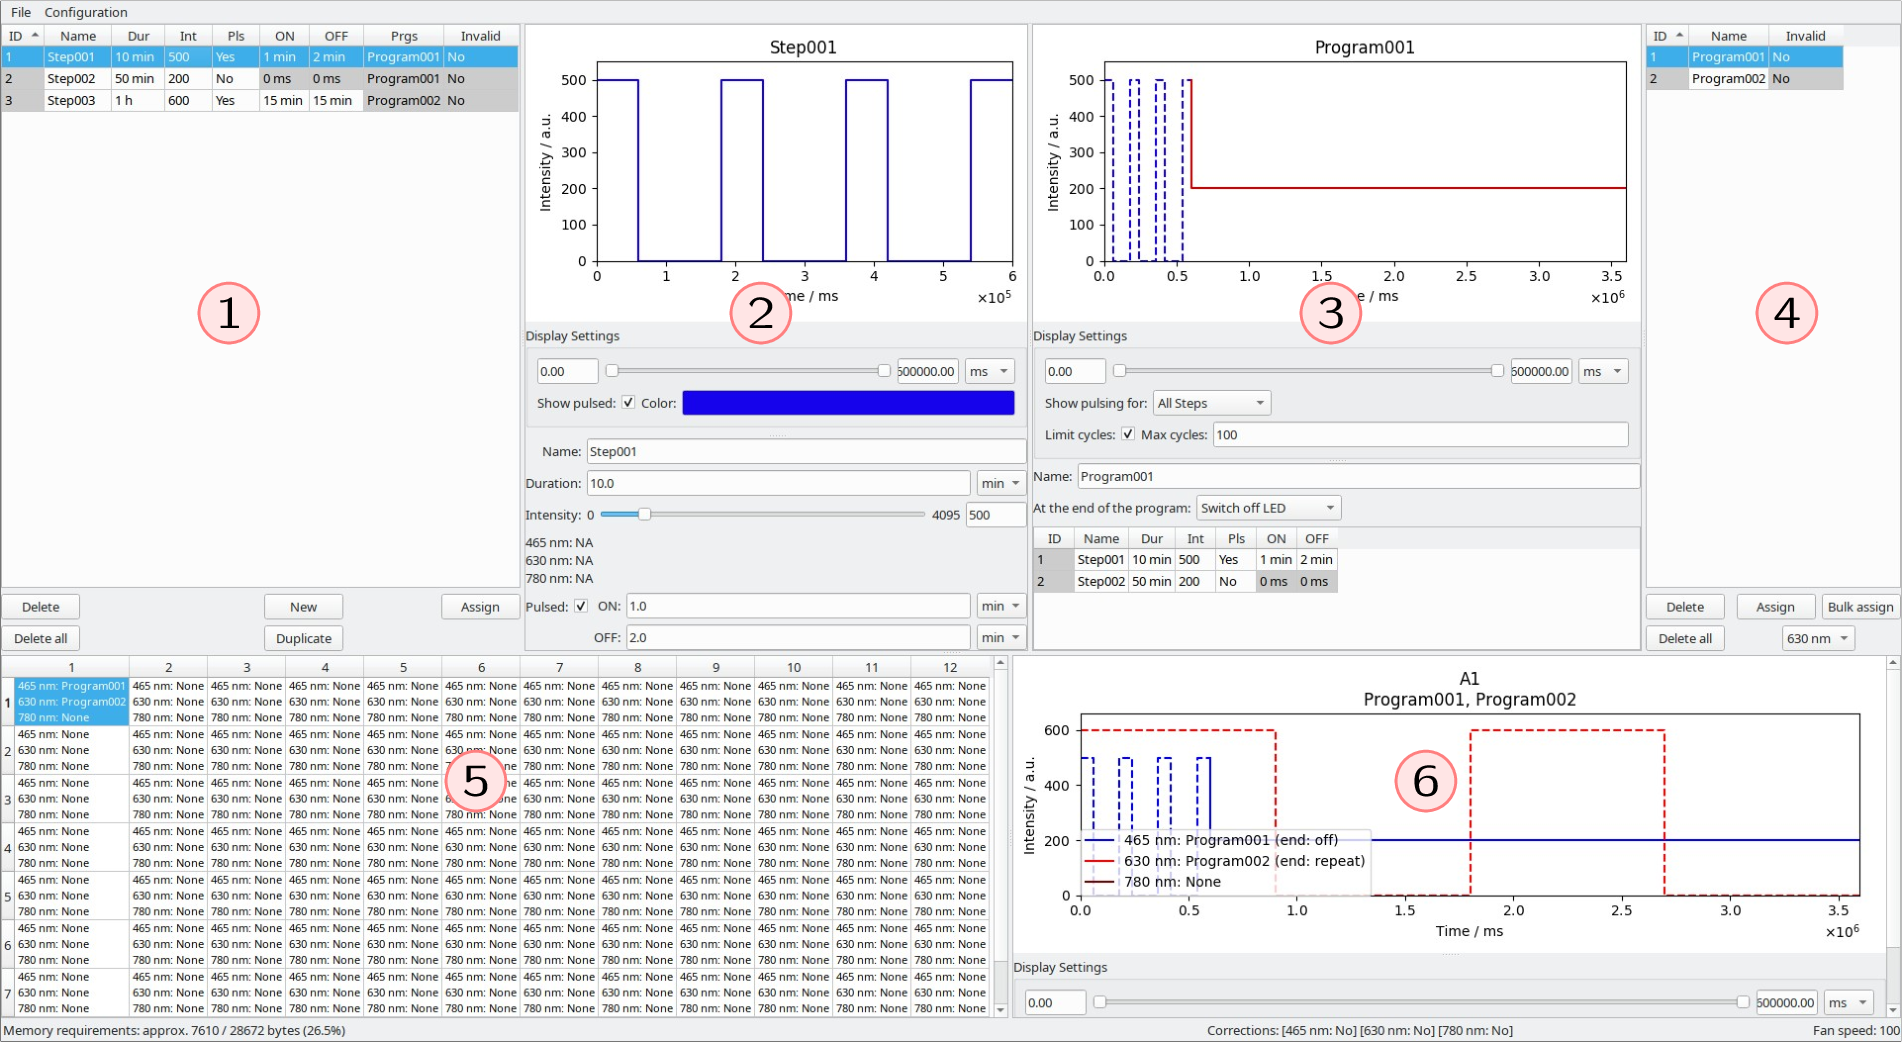 File Configuration
ID Name Dur Int Pls ON OFF Prgs Invalid
1 Step001 10 min 500 Yes 1 min 2 min Program001 No
2 Step002 50 min 200 No 0 ms 0 ms Program001 No
3 Step003 1 h 600 Yes 15 min 15 min Program002 No
1
Delete New Assign
Delete all Duplicate
Step001
500
400
300
200
100
0
Intensity / a.u.
0 1 2 3 4 5 6
me / ms
×10⁵
2
Display Settings
0.00 600000.00 ms
Show pulsed: Color:
Name: Step001
Duration: 10.0 min
Intensity: 0 4095 500
465 nm: NA
630 nm: NA
780 nm: NA
Pulsed: ON: 1.0 min
OFF: 2.0 min
Program001
500
400
300
200
100
0
Intensity / a.u.
0.0 0.5 1.0 1.5 2.0 2.5 3.0 3.5
e / ms
×10⁶
3
Display Settings
0.00 600000.00 ms
Show pulsing for: All Steps
Limit cycles: Max cycles: 100
Name: Program001
At the end of the program: Switch off LED
ID Name Dur Int Pls ON OFF
1 Step001 10 min 500 Yes 1 min 2 min
2 Step002 50 min 200 No 0 ms 0 ms
ID Name Invalid
1 Program001 No
2 Program002 No
4
Delete Assign Bulk assign
Delete all 630 nm
1 2 3 4 5 6 7 8 9 10 11 12
465 nm: Program001 465 nm: None 465 nm: None 465 nm: None 465 nm: None 465 nm: None 465 nm: None 465 nm: None 465 nm: None 465 nm: None 465 nm: None 465 nm: None
1 630 nm: Program002 630 nm: None 630 nm: None 630 nm: None 630 nm: None 630 nm: None 630 nm: None 630 nm: None 630 nm: None 630 nm: None 630 nm: None 630 nm: None
780 nm: None 780 nm: None 780 nm: None 780 nm: None 780 nm: None 780 nm: None 780 nm: None 780 nm: None 780 nm: None 780 nm: None 780 nm: None 780 nm: None
465 nm: None 465 nm: None 465 nm: None 465 nm: None 465 nm: None 465 nm: None 465 nm: None 465 nm: None 465 nm: None 465 nm: None 465 nm: None 465 nm: None
2 630 nm: None 630 nm: None 630 nm: None 630 nm: None 630 nm: None 630 nm: None 630 nm: None 630 nm: None 630 nm: None 630 nm: None 630 nm: None 630 nm: None
780 nm: None 780 nm: None 780 nm: None 780 nm: None 780 nm: None 780 nm: None 780 nm: None 780 nm: None 780 nm: None 780 nm: None 780 nm: None
465 nm: None 465 nm: None 465 nm: None 465 nm: None 465 nm: None 465 nm: None 465 nm: None 465 nm: None 465 nm: None 465 nm: None 465 nm: None
3 630 nm: None 630 nm: None 630 nm: None 630 nm: None 630 nm: None 630 nm: None 630 nm: None 630 nm: None 630 nm: None 630 nm: None 630 nm: None
780 nm: None 780 nm: None 780 nm: None 780 nm: None 780 nm: None 780 nm: None 780 nm: None 780 nm: None 780 nm: None 780 nm: None 780 nm: None 780 nm: None
465 nm: None 465 nm: None 465 nm: None 465 nm: None 465 nm: None 465 nm: None 465 nm: None 465 nm: None 465 nm: None 465 nm: None 465 nm: None 465 nm: None
4 630 nm: None 630 nm: None 630 nm: None 630 nm: None 630 nm: None 630 nm: None 630 nm: None 630 nm: None 630 nm: None 630 nm: None 630 nm: None 630 nm: None
780 nm: None 780 nm: None 780 nm: None 780 nm: None 780 nm: None 780 nm: None 780 nm: None 780 nm: None 780 nm: None 780 nm: None 780 nm: None 780 nm: None
465 nm: None 465 nm: None 465 nm: None 465 nm: None 465 nm: None 465 nm: None 465 nm: None 465 nm: None 465 nm: None 465 nm: None 465 nm: None 465 nm: None
5 630 nm: None 630 nm: None 630 nm: None 630 nm: None 630 nm: None 630 nm: None 630 nm: None 630 nm: None 630 nm: None 630 nm: None 630 nm: None 630 nm: None
780 nm: None 780 nm: None 780 nm: None 780 nm: None 780 nm: None 780 nm: None 780 nm: None 780 nm: None 780 nm: None 780 nm: None 780 nm: None 780 nm: None
465 nm: None 465 nm: None 465 nm: None 465 nm: None 465 nm: None 465 nm: None 465 nm: None 465 nm: None 465 nm: None 465 nm: None 465 nm: None 465 nm: None
6 630 nm: None 630 nm: None 630 nm: None 630 nm: None 630 nm: None 630 nm: None 630 nm: None 630 nm: None 630 nm: None 630 nm: None 630 nm: None 630 nm: None
780 nm: None 780 nm: None 780 nm: None 780 nm: None 780 nm: None 780 nm: None 780 nm: None 780 nm: None 780 nm: None 780 nm: None 780 nm: None 780 nm: None
465 nm: None 465 nm: None 465 nm: None 465 nm: None 465 nm: None 465 nm: None 465 nm: None 465 nm: None 465 nm: None 465 nm: None 465 nm: None 465 nm: None
7 630 nm: None 630 nm: None 630 nm: None 630 nm: None 630 nm: None 630 nm: None 630 nm: None 630 nm: None 630 nm: None 630 nm: None 630 nm: None 630 nm: None
780 nm: None 780 nm: None 780 nm: None 780 nm: None 780 nm: None 780 nm: None 780 nm: None 780 nm: None 780 nm: None 780 nm: None 780 nm: None 780 nm: None
5
A1
Program001, Program002
600
400
200
0
Intensity / a.u.
6
465 nm: Program001 (end: off)
630 nm: Program002 (end: repeat)
780 nm: None
0.0 0.5 1.0 1.5 2.0 2.5 3.0 3.5
Time / ms
×10⁶
Display Settings
0.00 600000.00 ms
Memory requirements: approx. 7610 / 28672 bytes (26.5%) Corrections: [465 nm: No] [630 nm: No] [780 nm: No] Fan speed: 100